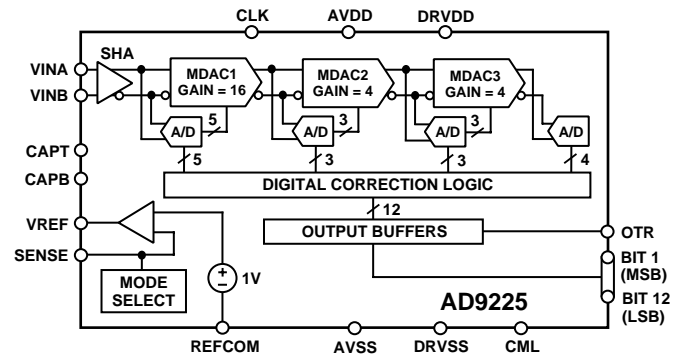 CLK AVDD DRVDD
SHA
VINA
VINB
MDAC1
GAIN = 16
MDAC2
GAIN = 4
MDAC3
GAIN = 4
A/D 5
A/D 3
A/D 3
A/D
5 3 3 4
CAPT
CAPB
DIGITAL CORRECTION LOGIC
12
VREF
OUTPUT BUFFERS
OTR
SENSE
MODE
SELECT
+
–
1V
BIT 1
(MSB)
BIT 12
(LSB)
AD9225
REFCOM AVSS DRVSS CML